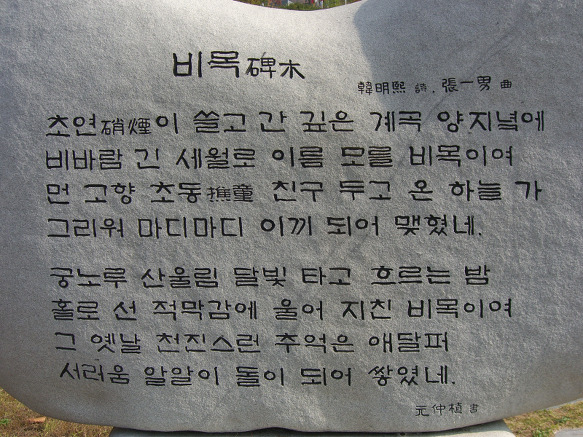 비목碑木
韓明熙 詩, 張一男 曲
초연硝煙이 쓸고 간 깊은 계곡 양지녘에
비바람 긴 세월로 이름 모를 비목이여
먼 고향 초동樵童 친구 두고 온 하늘 가
그리워 마디마디 이끼 되어 맺혔네.
궁노루 산울림 달빛 타고 흐르는 밤
홀로 선 적막감에 울어 지친 비목이여
그 옛날 천진스런 추억은 애달퍼
서러움 알알이 돌이 되어 쌓였네.
元仲植 書